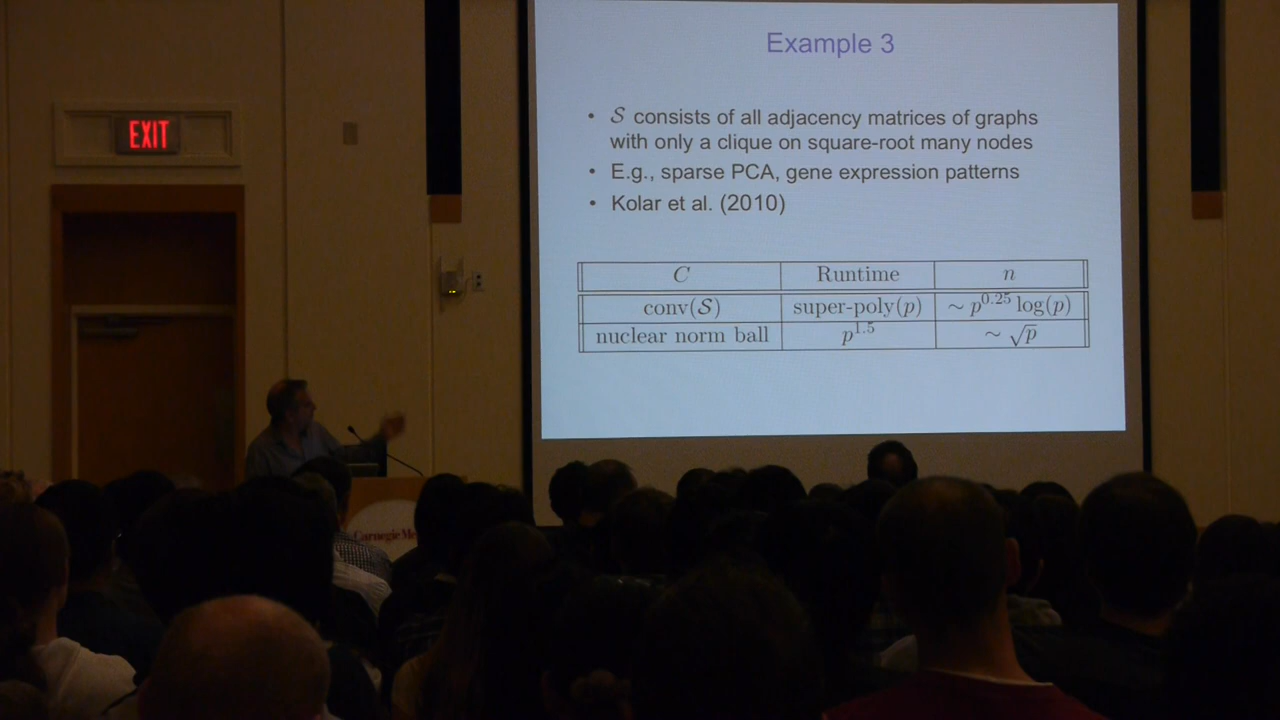 EXIT
Example 3
• 𝒮 consists of all adjacency matrices of graphs
with only a clique on square-root many nodes
• E.g., sparse PCA, gene expression patterns
• Kolar et al. (2010)
C Runtime n
conv(𝒮) super-poly(p) ~ p^0.25 log(p)
nuclear norm ball p^1.5 ~ √p
Carnegie Me